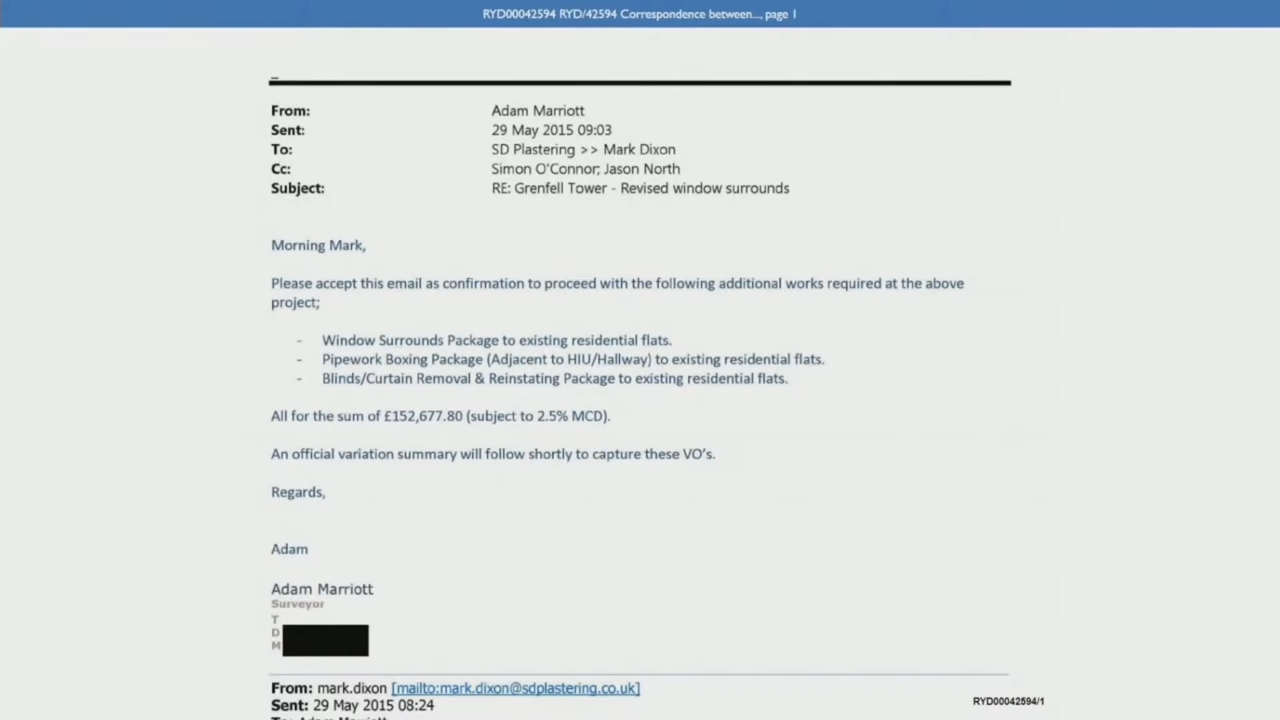 RYD00042594 RYD/42594 Correspondence between..., page 1
From: Adam Marriott
Sent: 29 May 2015 09:03
To: SD Plastering >> Mark Dixon
Cc: Simon O'Connor; Jason North
Subject: RE: Grenfell Tower - Revised window surrounds
Morning Mark,
Please accept this email as confirmation to proceed with the following additional works required at the above
project;
- Window Surrounds Package to existing residential flats.
- Pipework Boxing Package (Adjacent to HIU/Hallway) to existing residential flats.
- Blinds/Curtain Removal & Reinstating Package to existing residential flats.
All for the sum of £152,677.80 (subject to 2.5% MCD).
An official variation summary will follow shortly to capture these VO's.
Regards,
Adam
Adam Marriott
Surveyor
T
D
M
From: mark.dixon [mailto:mark.dixon@sdplastering.co.uk]
Sent: 29 May 2015 08:24
To: Adam Marriott
RYD00042594/1